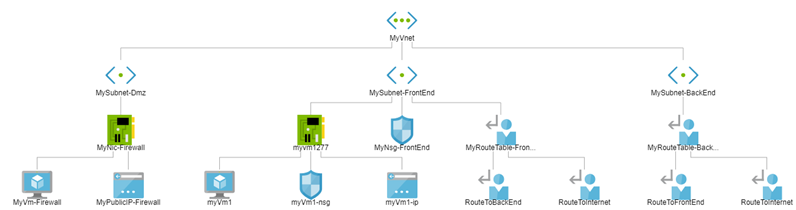 MyVnet
MySubnet-Dmz
MySubnet-FrontEnd
MySubnet-BackEnd
MyNic-Firewall
myvm1277
MyNsg-FrontEnd
MyRouteTable-Fron...
MyRouteTable-Back...
MyVm-Firewall
MyPublicIP-Firewall
myVm1
myVm1-nsg
myVm1-ip
RouteToBackEnd
RouteToInternet
RouteToFrontEnd
RouteToInternet